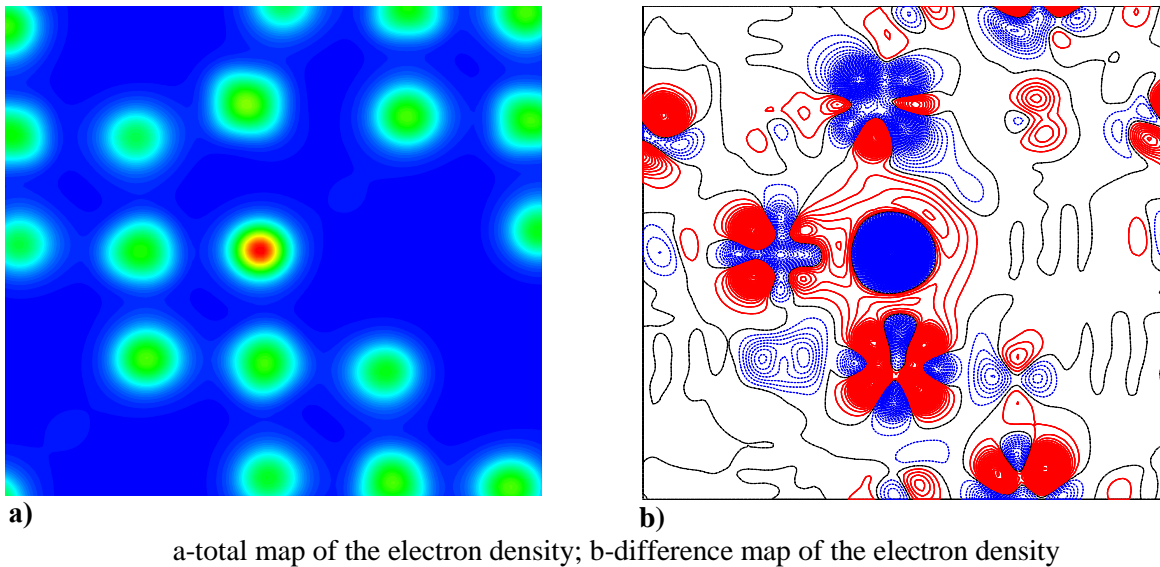 a)
b)
a-total map of the electron density; b-difference map of the electron density